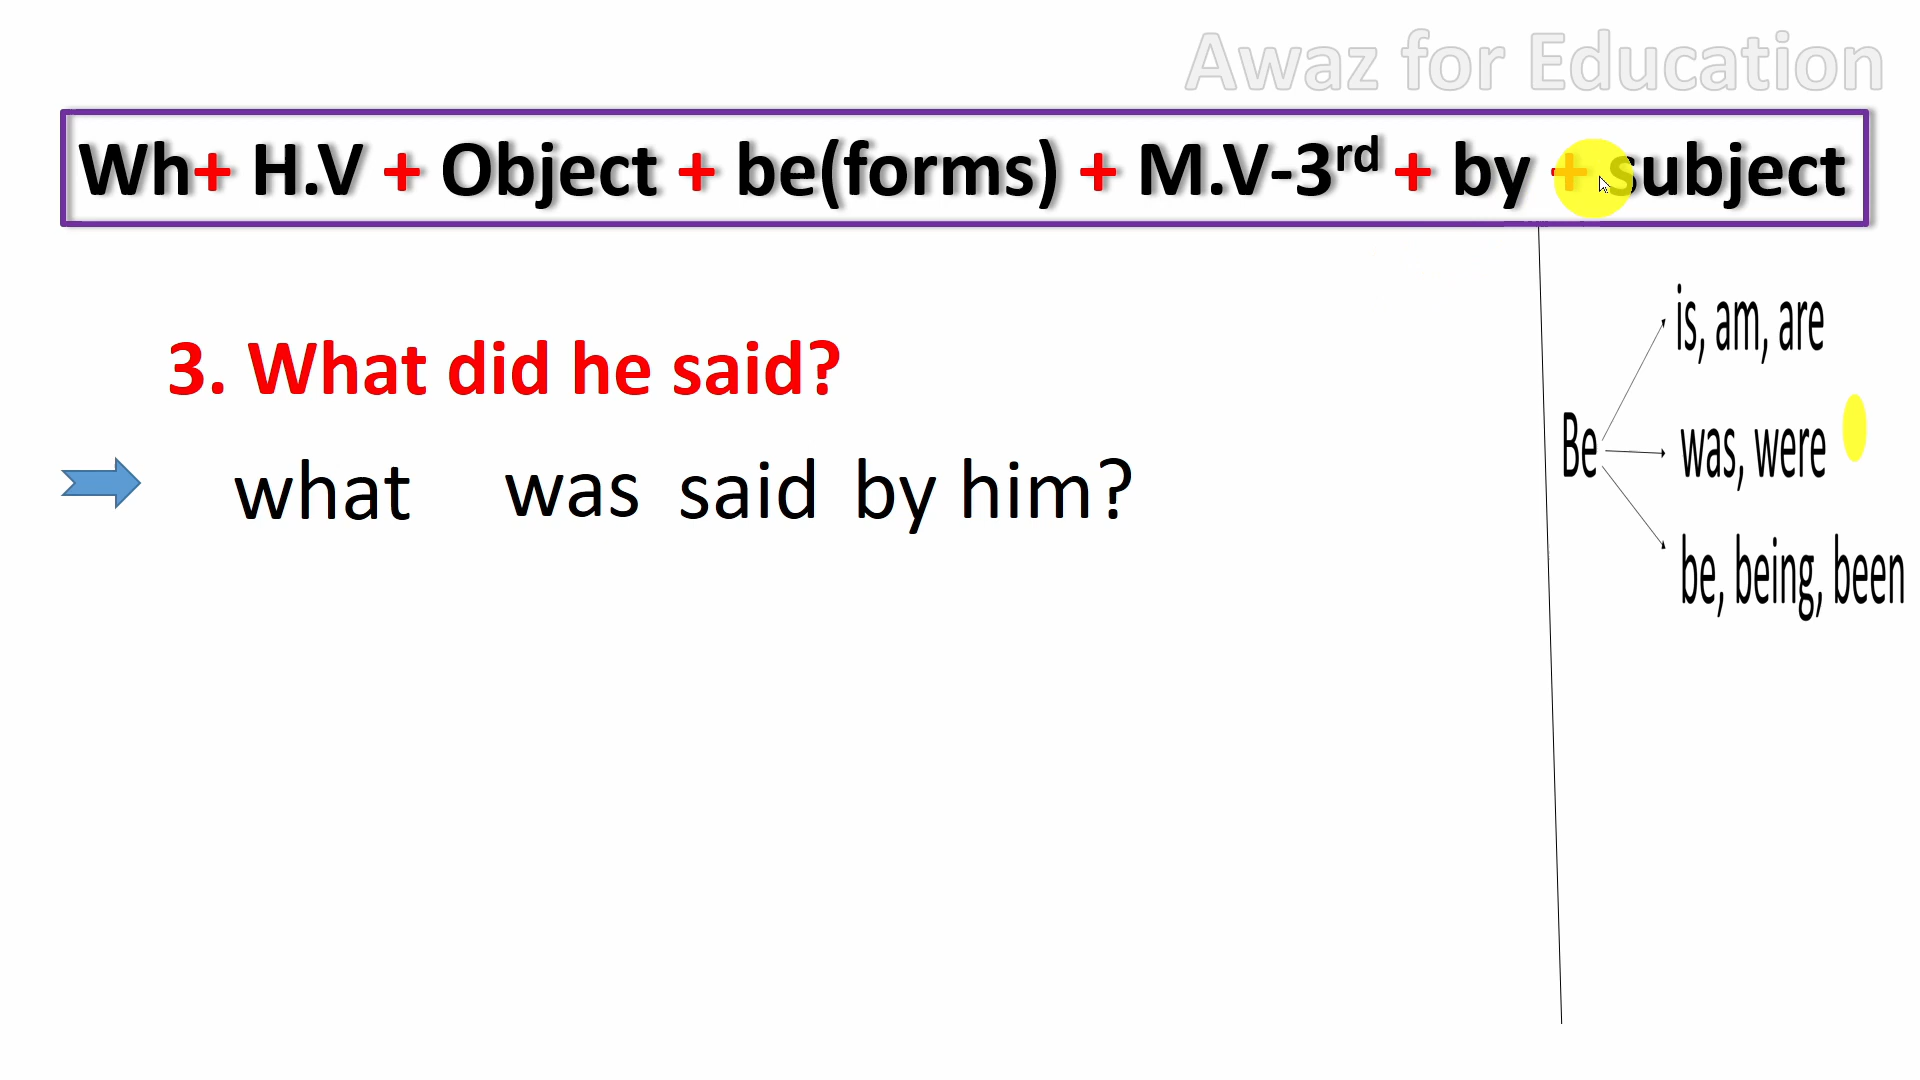 Awaz for Education
Wh+ H.V + Object + be(forms) + M.V-3rd + by + subject
3. What did he said?
what was said by him?
Be
is, am, are
was, were
be, being, been